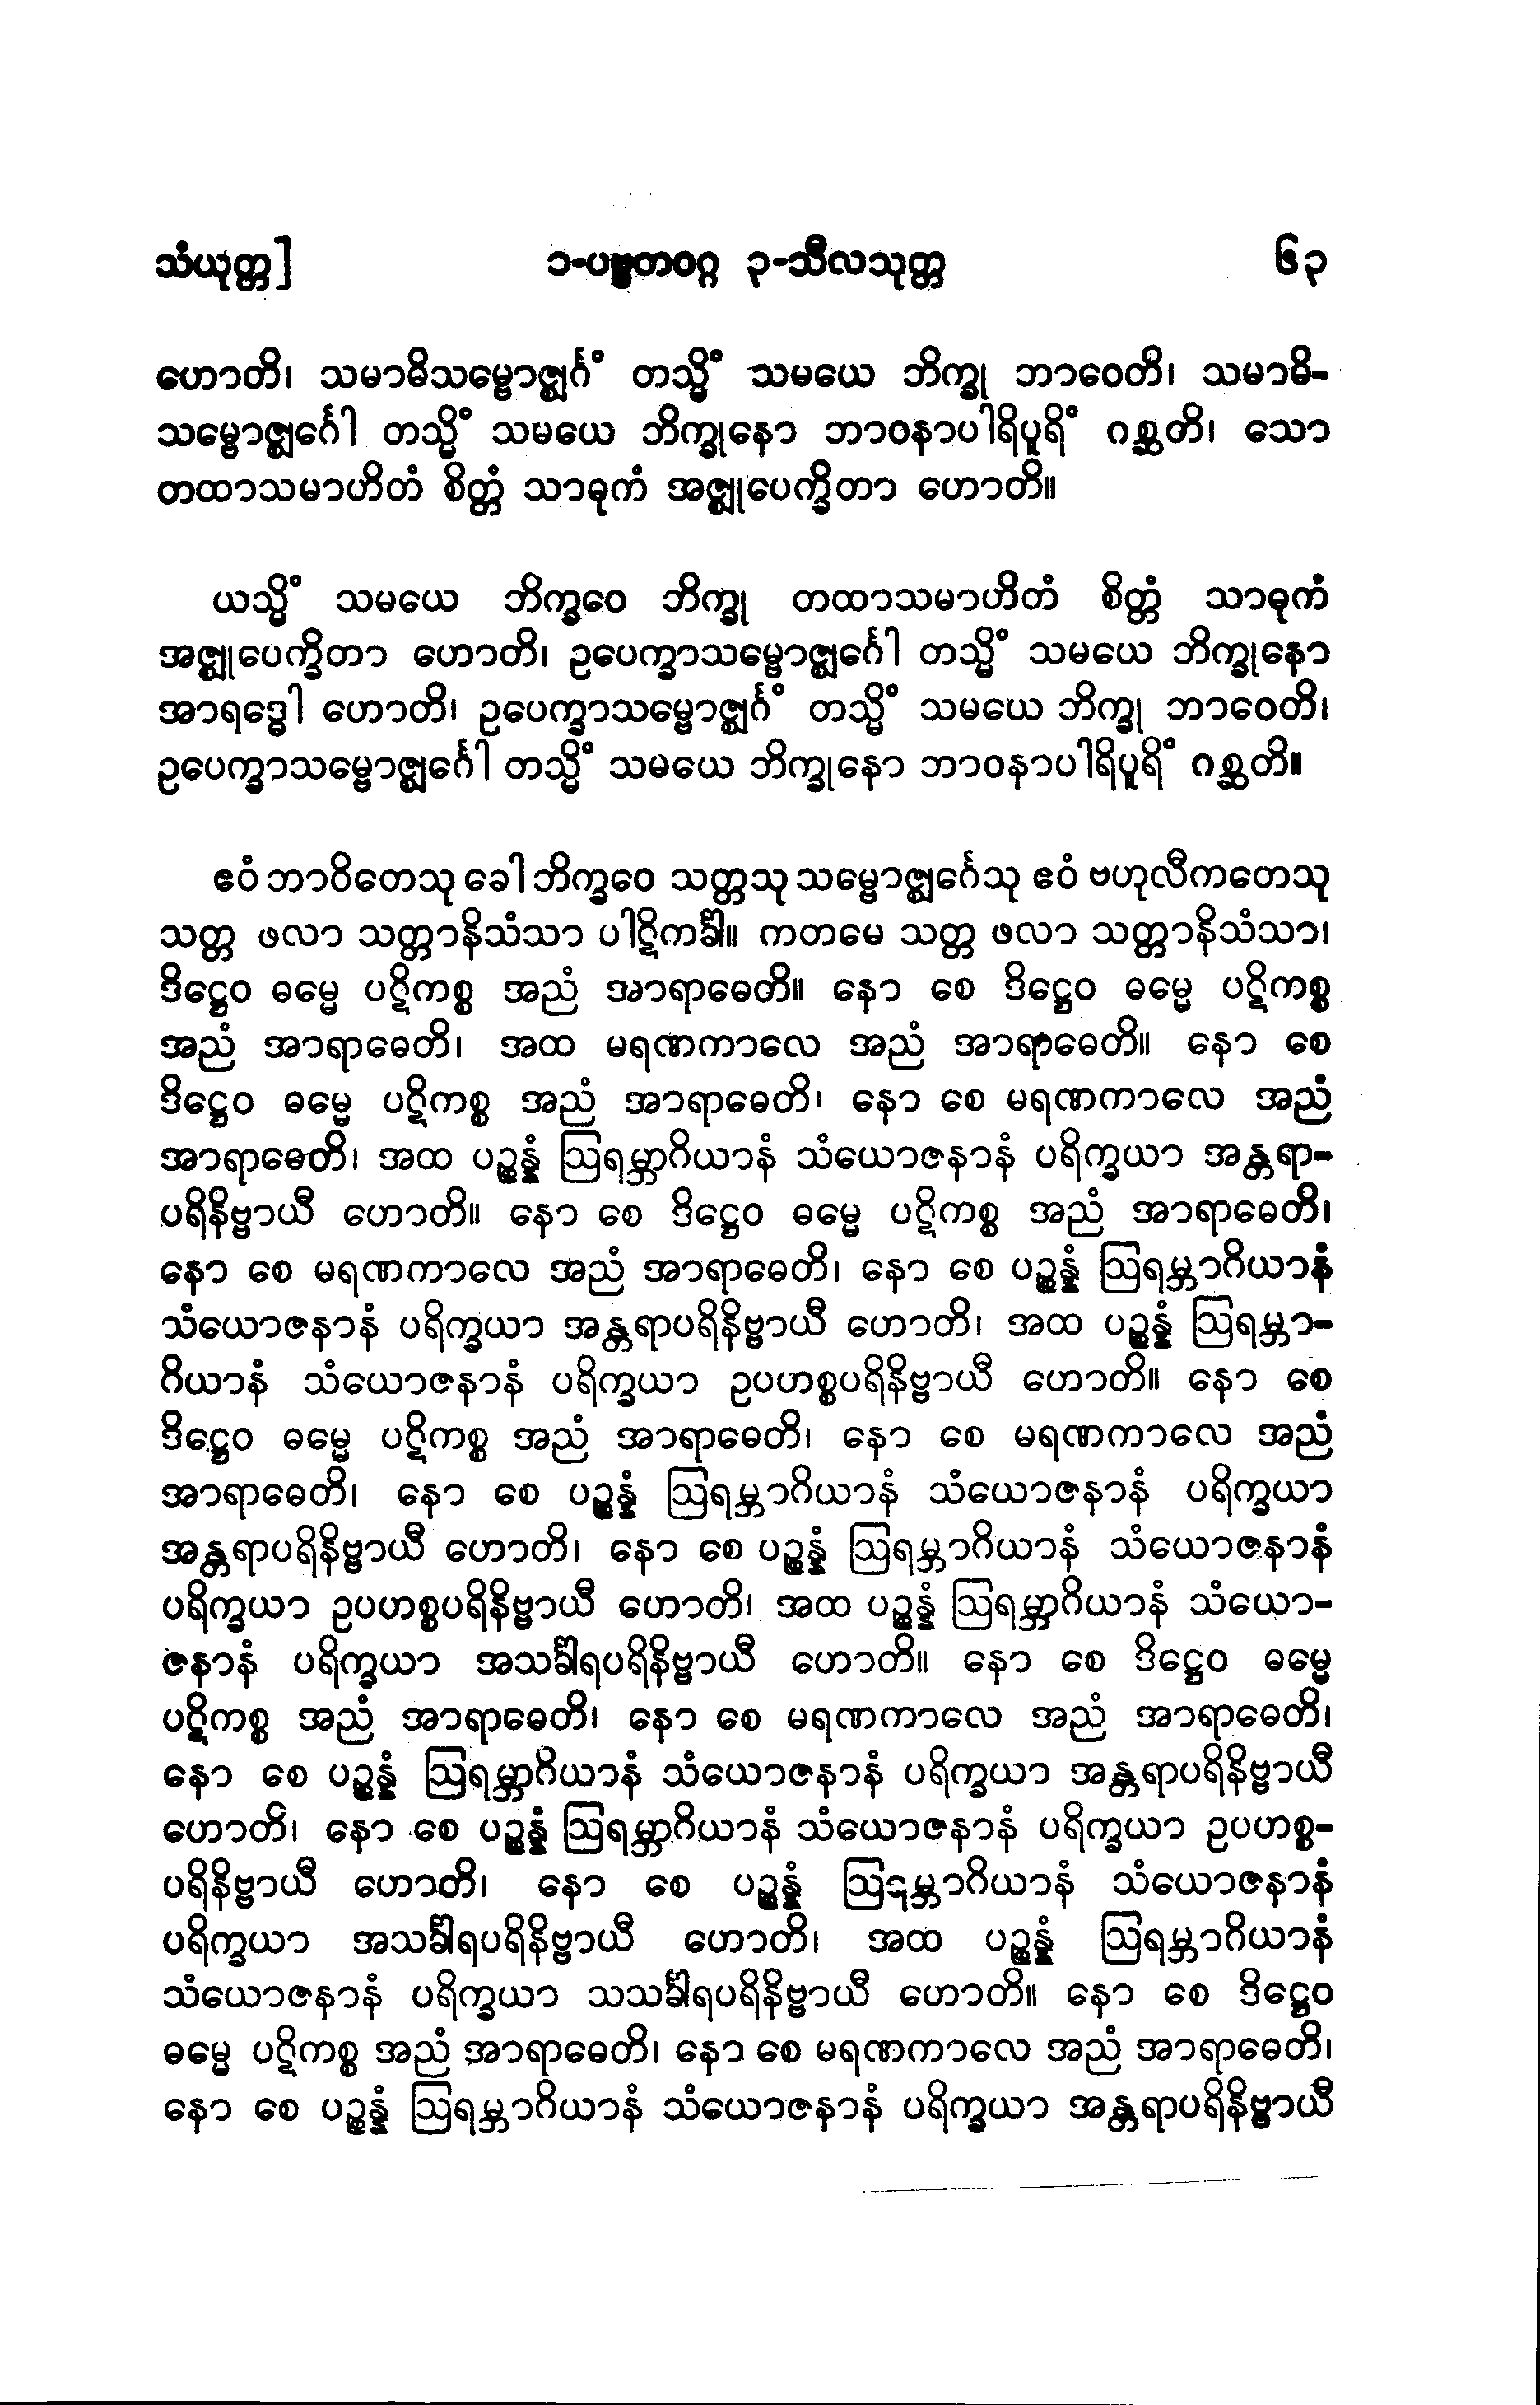 သံယုတ္တ] ၁-ပဗ္ဗတဝဂ္ဂ ၃-သီလသုတ္တ ၆၃
ဟောတိ၊ သမာဓိသမ္ဗောဇ္ဈင်္ဂံ တသ္မိံ သမယေ ဘိက္ခု ဘာဝေတိ၊ သမာဓိ-
သမ္ဗောဇ္ဈင်္ဂေါ တသ္မိံ သမယေ ဘိက္ခုနော ဘာဝနာပါရိပူရိံ ဂစ္ဆတိ၊ သော
တထာသမာဟိတံ စိတ္တံ သာဓုကံ အဇ္ဈုပေက္ခိတာ ဟောတိ။
ယသ္မိံ သမယေ ဘိက္ခဝေ ဘိက္ခု တထာသမာဟိတံ စိတ္တံ သာဓုကံ
အဇ္ဈုပေက္ခိတာ ဟောတိ၊ ဥပေက္ခာသမ္ဗောဇ္ဈင်္ဂေါ တသ္မိံ သမယေ ဘိက္ခုနော
အာရဒ္ဓေါ ဟောတိ၊ ဥပေက္ခာသမ္ဗောဇ္ဈင်္ဂံ တသ္မိံ သမယေ ဘိက္ခု ဘာဝေတိ၊
ဥပေက္ခာသမ္ဗောဇ္ဈင်္ဂေါ တသ္မိံ သမယေ ဘိက္ခုနော ဘာဝနာပါရိပူရိံ ဂစ္ဆတိ။
ဧဝံ ဘာဝိတေသု ခေါ ဘိက္ခဝေ သတ္တသု သမ္ဗောဇ္ဈင်္ဂေသု ဧဝံ ဗဟုလီကတေသု
သတ္တ ဖလာ သတ္တာနိသံသာ ပါဋိကင်္ခါ။ ကတမေ သတ္တ ဖလာ သတ္တာနိသံသာ၊
ဒိဋ္ဌေဝ ဓမ္မေ ပဋိကစ္စ အညံ အာရာဓေတိ။ နော စေ ဒိဋ္ဌေဝ ဓမ္မေ ပဋိကစ္စ
အညံ အာရာဓေတိ၊ အထ မရဏကာလေ အညံ အာရာဓေတိ။ နော စေ
ဒိဋ္ဌေဝ ဓမ္မေ ပဋိကစ္စ အညံ အာရာဓေတိ၊ နော စေ မရဏကာလေ အညံ
အာရာဓေတိ၊ အထ ပဉ္စန္နံ ဩရမ္ဘာဂိယာနံ သံယောဇနာနံ ပရိက္ခယာ အန္တရာ-
ပရိနိဗ္ဗာယီ ဟောတိ။ နော စေ ဒိဋ္ဌေဝ ဓမ္မေ ပဋိကစ္စ အညံ အာရာဓေတိ၊
နော စေ မရဏကာလေ အညံ အာရာဓေတိ၊ နော စေ ပဉ္စန္နံ ဩရမ္ဘာဂိယာနံ
သံယောဇနာနံ ပရိက္ခယာ အန္တရာပရိနိဗ္ဗာယီ ဟောတိ၊ အထ ပဉ္စန္နံ ဩရမ္ဘာ-
ဂိယာနံ သံယောဇနာနံ ပရိက္ခယာ ဥပဟစ္စပရိနိဗ္ဗာယီ ဟောတိ။ နော စေ
ဒိဋ္ဌေဝ ဓမ္မေ ပဋိကစ္စ အညံ အာရာဓေတိ၊ နော စေ မရဏကာလေ အညံ
အာရာဓေတိ၊ နော စေ ပဉ္စန္နံ ဩရမ္ဘာဂိယာနံ သံယောဇနာနံ ပရိက္ခယာ
အန္တရာပရိနိဗ္ဗာယီ ဟောတိ၊ နော စေ ပဉ္စန္နံ ဩရမ္ဘာဂိယာနံ သံယောဇနာနံ
ပရိက္ခယာ ဥပဟစ္စပရိနိဗ္ဗာယီ ဟောတိ၊ အထ ပဉ္စန္နံ ဩရမ္ဘာဂိယာနံ သံယော-
ဇနာနံ ပရိက္ခယာ အသင်္ခါရပရိနိဗ္ဗာယီ ဟောတိ။ နော စေ ဒိဋ္ဌေဝ ဓမ္မေ
ပဋိကစ္စ အညံ အာရာဓေတိ၊ နော စေ မရဏကာလေ အညံ အာရာဓေတိ၊
နော စေ ပဉ္စန္နံ ဩရမ္ဘာဂိယာနံ သံယောဇနာနံ ပရိက္ခယာ အန္တရာပရိနိဗ္ဗာယီ
ဟောတိ၊ နော စေ ပဉ္စန္နံ ဩရမ္ဘာဂိယာနံ သံယောဇနာနံ ပရိက္ခယာ ဥပဟစ္စ-
ပရိနိဗ္ဗာယီ ဟောတိ၊ နော စေ ပဉ္စန္နံ ဩရမ္ဘာဂိယာနံ သံယောဇနာနံ
ပရိက္ခယာ အသင်္ခါရပရိနိဗ္ဗာယီ ဟောတိ၊ အထ ပဉ္စန္နံ ဩရမ္ဘာဂိယာနံ
သံယောဇနာနံ ပရိက္ခယာ သသင်္ခါရပရိနိဗ္ဗာယီ ဟောတိ။ နော စေ ဒိဋ္ဌေဝ
ဓမ္မေ ပဋိကစ္စ အညံ အာရာဓေတိ၊ နော စေ မရဏကာလေ အညံ အာရာဓေတိ၊
နော စေ ပဉ္စန္နံ ဩရမ္ဘာဂိယာနံ သံယောဇနာနံ ပရိက္ခယာ အန္တရာပရိနိဗ္ဗာယီ